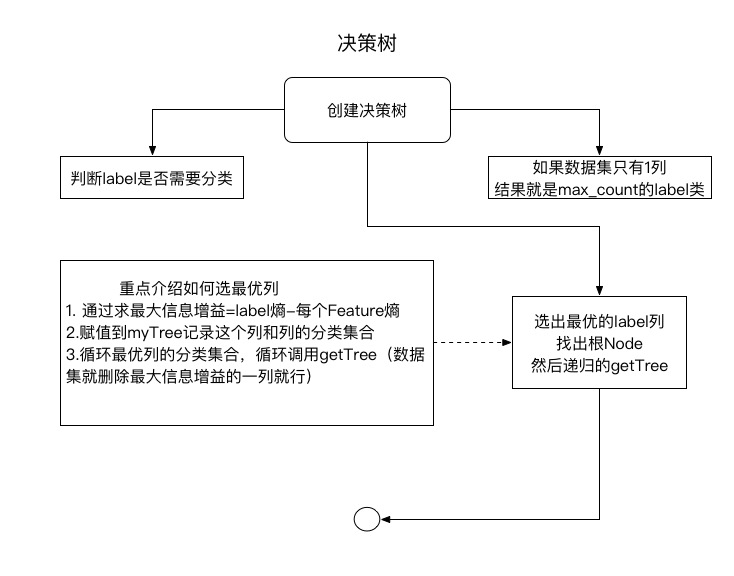 决策树
创建决策树
判断label是否需要分类
如果数据集只有1列
结果就是max_count的label类
重点介绍如何选最优列
1. 通过求最大信息增益=label熵-每个Feature熵
2.赋值到myTree记录这个列和列的分类集合
3.循环最优列的分类集合，循环调用getTree（数据
集就删除最大信息增益的一列就行）
选出最优的label列
找出根Node
然后递归的getTree